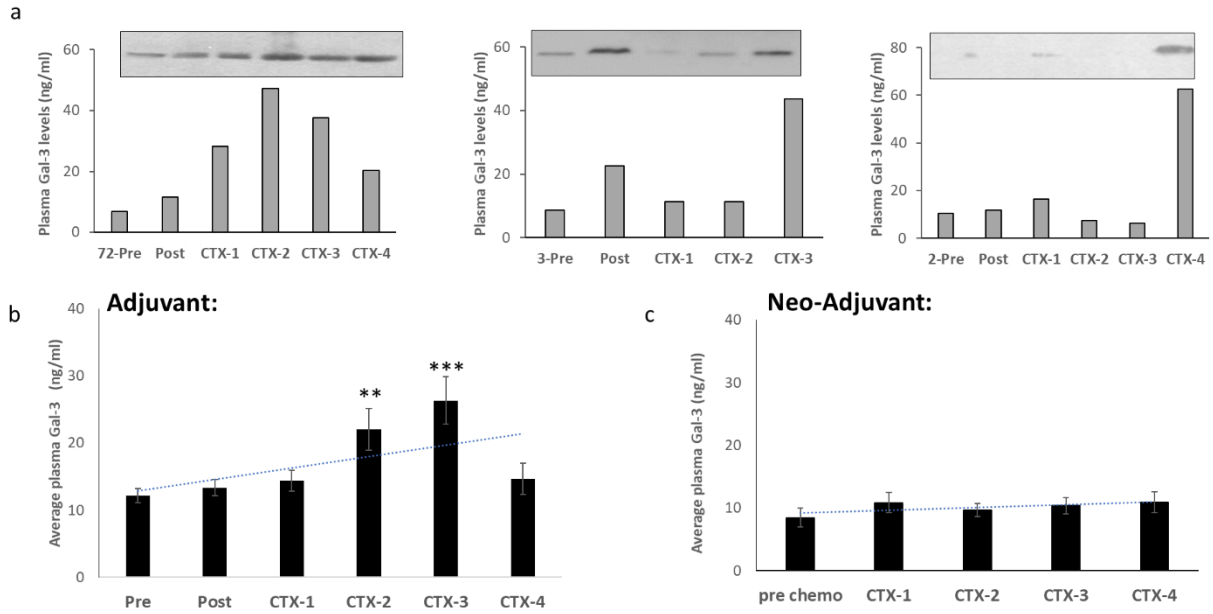 a
Plasma Gal-3 levels (ng/ml)
60
40
20
0
72-Pre Post CTX-1 CTX-2 CTX-3 CTX-4
Plasma Gal-3 levels (ng/ml)
60
40
20
0
3-Pre Post CTX-1 CTX-2 CTX-3
Plasma Gal-3 levels (ng/ml)
80
60
40
20
0
2-Pre Post CTX-1 CTX-2 CTX-3 CTX-4
b
Adjuvant:
Average plasma Gal-3 (ng/ml)
40
30
20
10
0
** ***
Pre Post CTX-1 CTX-2 CTX-3 CTX-4
c
Neo-Adjuvant:
Average plasma Gal-3 (ng/ml)
40
30
20
10
0
pre chemo CTX-1 CTX-2 CTX-3 CTX-4